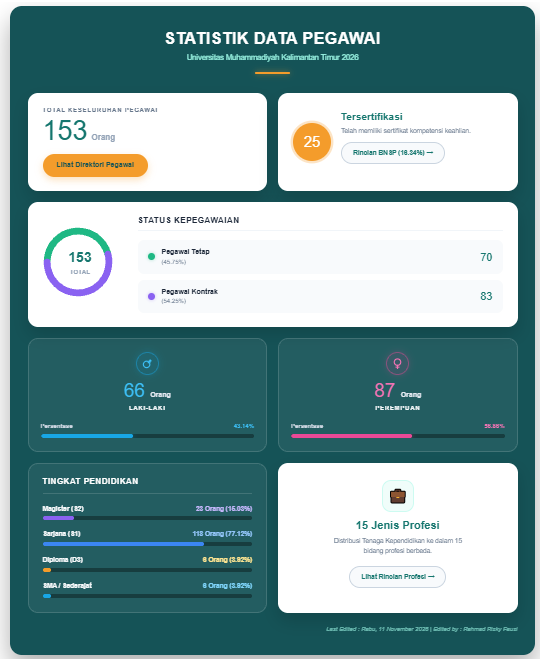 STATISTIK DATA PEGAWAI
Universitas Muhammadiyah Kalimantan Timur 2026
TOTAL KESELURUHAN PEGAWAI
153 Orang
Lihat Direktori Pegawai
25
Tersertifikasi
Telah memiliki sertifikat kompetensi keahlian.
Rincian BNSP (16.34%) →
153
TOTAL
STATUS KEPEGAWAIAN
Pegawai Tetap
(45.75%)
70
Pegawai Kontrak
(54.25%)
83
66 Orang
LAKI-LAKI
Persentase 43.14%
87 Orang
PEREMPUAN
Persentase 56.86%
TINGKAT PENDIDIKAN
Magister (S2) 23 Orang (15.03%)
Sarjana (S1) 118 Orang (77.12%)
Diploma (D3) 6 Orang (3.92%)
SMA / Sederajat 6 Orang (3.92%)
15 Jenis Profesi
Distribusi Tenaga Kependidikan ke dalam 15
bidang profesi berbeda.
Lihat Rincian Profesi →
Last Edited : Rabu, 11 November 2026 | Edited by : Rahmad Rizky Fauzi